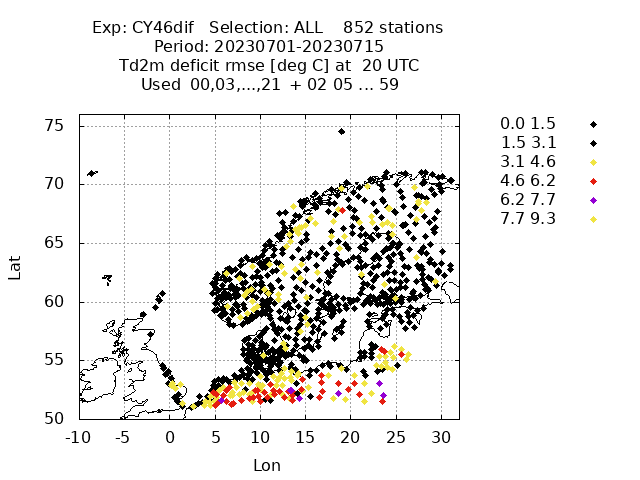 Exp: CY46dif   Selection: ALL    852 stations
Period: 20230701-20230715
Td2m deficit rmse [deg C] at  20 UTC
Used  00,03,...,21  + 02 05 ... 59
0.0 1.5
1.5 3.1
3.1 4.6
4.6 6.2
6.2 7.7
7.7 9.3
75
70
65
60
55
50
Lat
-10 -5 0 5 10 15 20 25 30
Lon